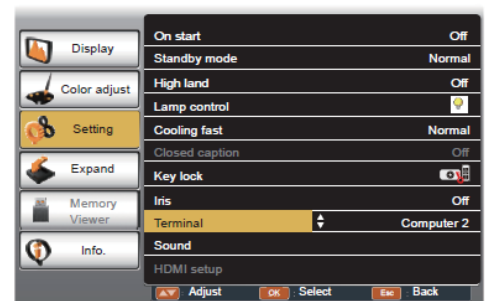 Display
Color adjust
Setting
Expand
Memory
Viewer
Info.
On start Off
Standby mode Normal
High land Off
Lamp control
Cooling fast Normal
Closed caption Off
Key lock
Iris Off
Terminal Computer 2
Sound
HDMI setup
Adjust OK Select Esc Back